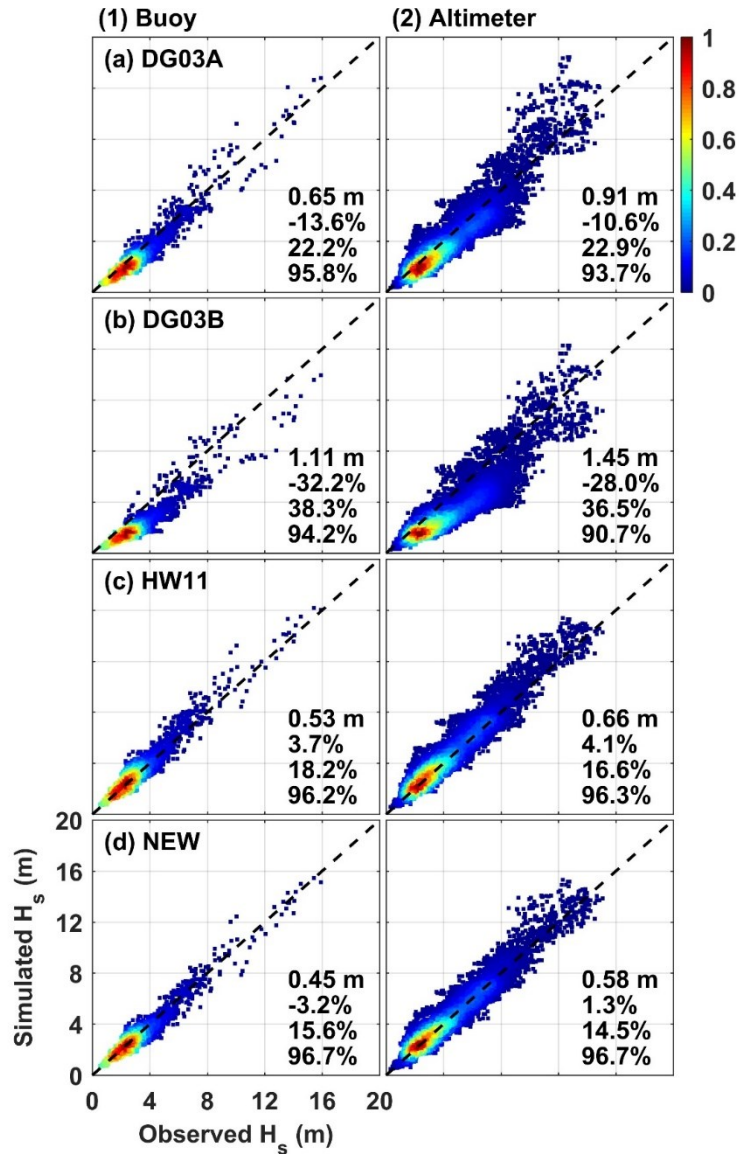 (1) Buoy
(2) Altimeter
(a) DG03A
0.65 m
-13.6%
22.2%
95.8%
0.91 m
-10.6%
22.9%
93.7%
1
0.8
0.6
0.4
0.2
0
(b) DG03B
1.11 m
-32.2%
38.3%
94.2%
1.45 m
-28.0%
36.5%
90.7%
(c) HW11
0.53 m
3.7%
18.2%
96.2%
0.66 m
4.1%
16.6%
96.3%
(d) NEW
0.45 m
-3.2%
15.6%
96.7%
0.58 m
1.3%
14.5%
96.7%
Simulated Hs (m)
20
16
12
8
4
0
0 4 8 12 16 20
Observed Hs (m)